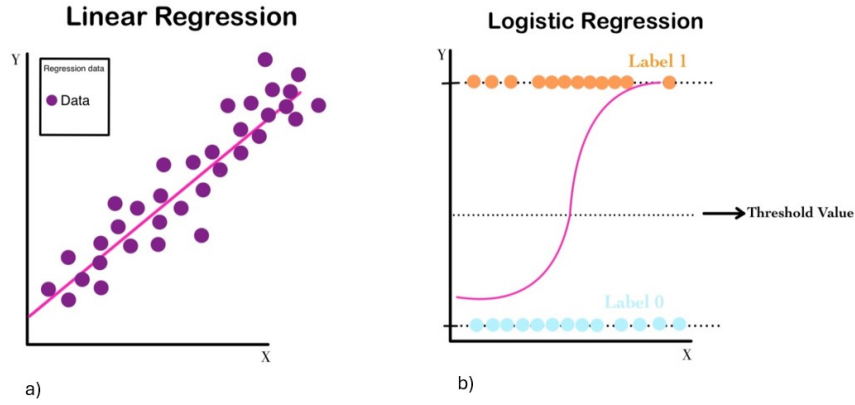 Linear Regression
Y
Regression data
Data
X
a)
Logistic Regression
Y
Label 1
Threshold Value
Label 0
X
b)